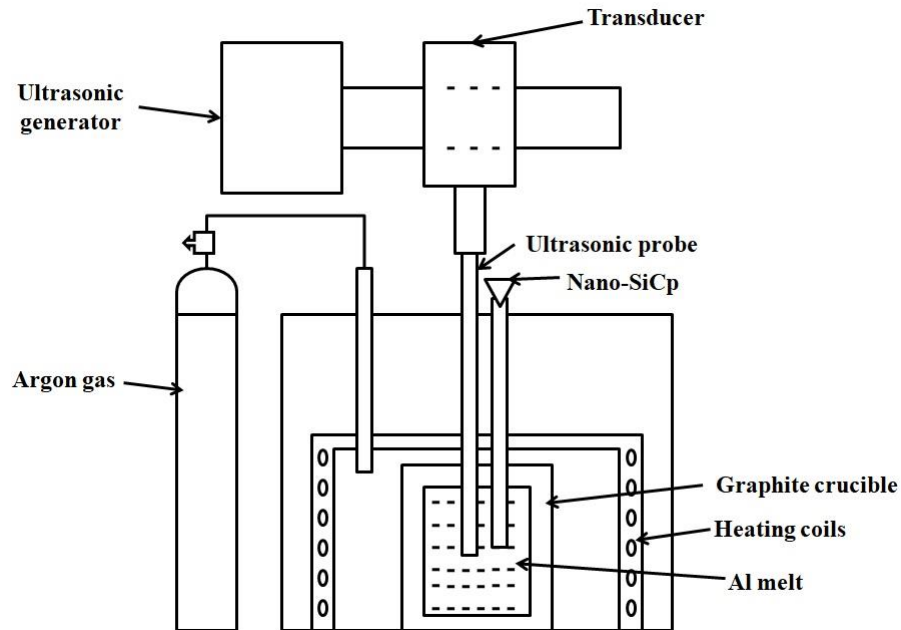 Transducer
Ultrasonic
generator
Ultrasonic probe
Nano-SiCp
Argon gas
Graphite crucible
Heating coils
Al melt